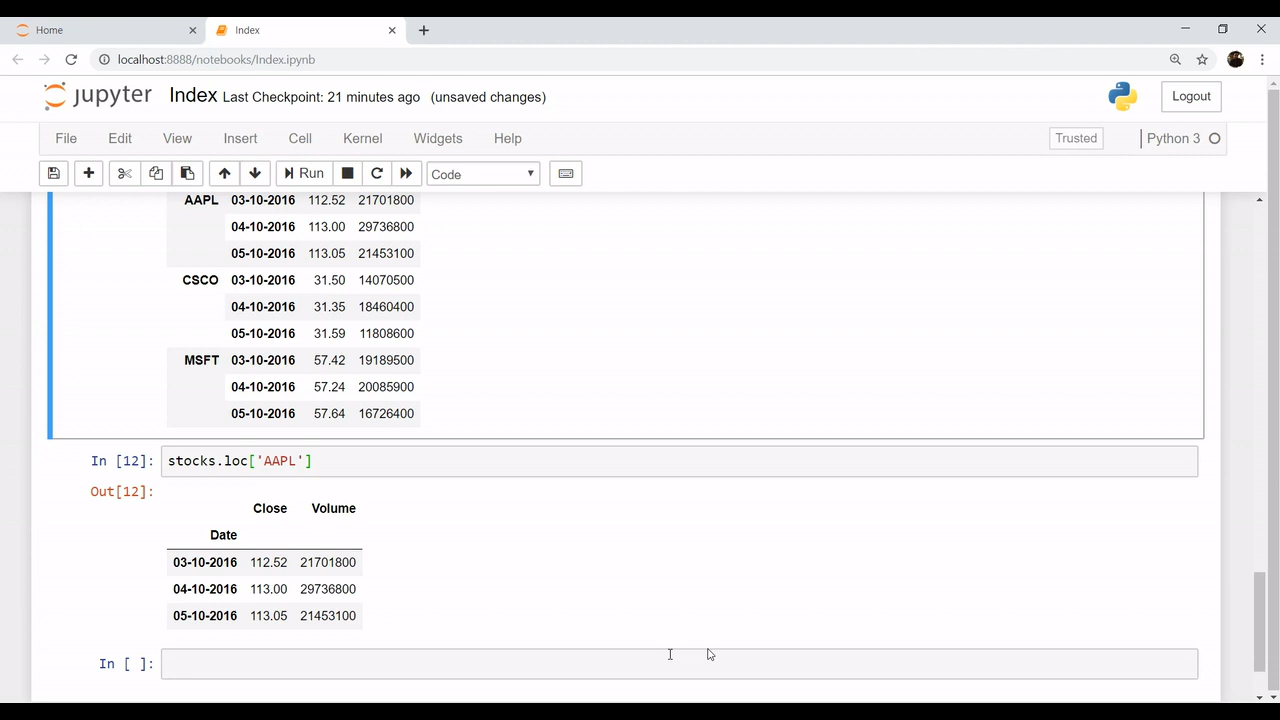 Home
Index
localhost:8888/notebooks/Index.ipynb
jupyter Index Last Checkpoint: 21 minutes ago (unsaved changes)
Logout
File Edit View Insert Cell Kernel Widgets Help
Trusted Python 3
Run Code
AAPL 03-10-2016 112.52 21701800
04-10-2016 113.00 29736800
05-10-2016 113.05 21453100
CSCO 03-10-2016 31.50 14070500
04-10-2016 31.35 18460400
05-10-2016 31.59 11808600
MSFT 03-10-2016 57.42 19189500
04-10-2016 57.24 20085900
05-10-2016 57.64 16726400
In [12]: stocks.loc['AAPL']
Out[12]:
Close Volume
Date
03-10-2016 112.52 21701800
04-10-2016 113.00 29736800
05-10-2016 113.05 21453100
In [ ]: